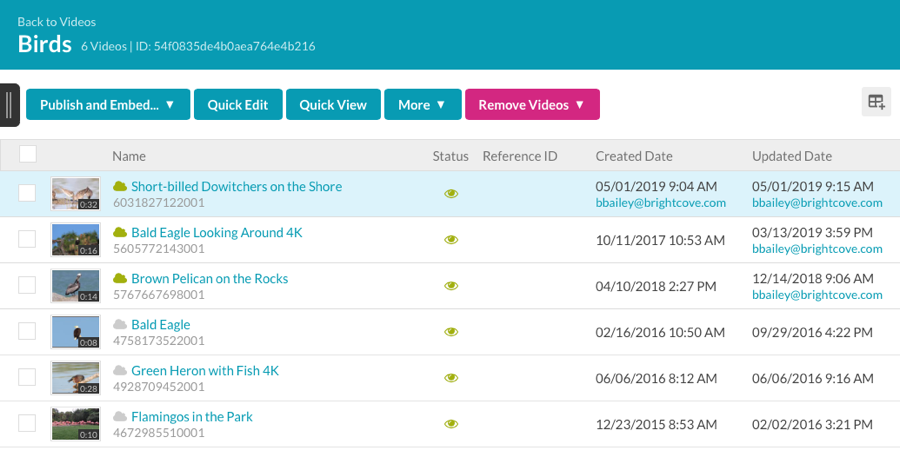 Back to Videos
Birds 6 Videos | ID: 54f0835de4b0aea764e4b216
Publish and Embed... ▼ Quick Edit Quick View More ▼ Remove Videos ▼
Name Status Reference ID Created Date Updated Date
0:32 Short-billed Dowitchers on the Shore 05/01/2019 9:04 AM 05/01/2019 9:15 AM
6031827122001 bbailey@brightcove.com bbailey@brightcove.com
0:16 Bald Eagle Looking Around 4K 10/11/2017 10:53 AM 03/13/2019 3:59 PM
5605772143001 bbailey@brightcove.com
0:14 Brown Pelican on the Rocks 04/10/2018 2:27 PM 12/14/2018 9:06 AM
5767667698001 bbailey@brightcove.com
0:08 Bald Eagle 02/16/2016 10:50 AM 09/29/2016 4:22 PM
4758173522001
0:28 Green Heron with Fish 4K 06/06/2016 8:12 AM 06/06/2016 9:16 AM
4928709452001
0:10 Flamingos in the Park 12/23/2015 8:53 AM 02/02/2016 3:21 PM
4672985510001